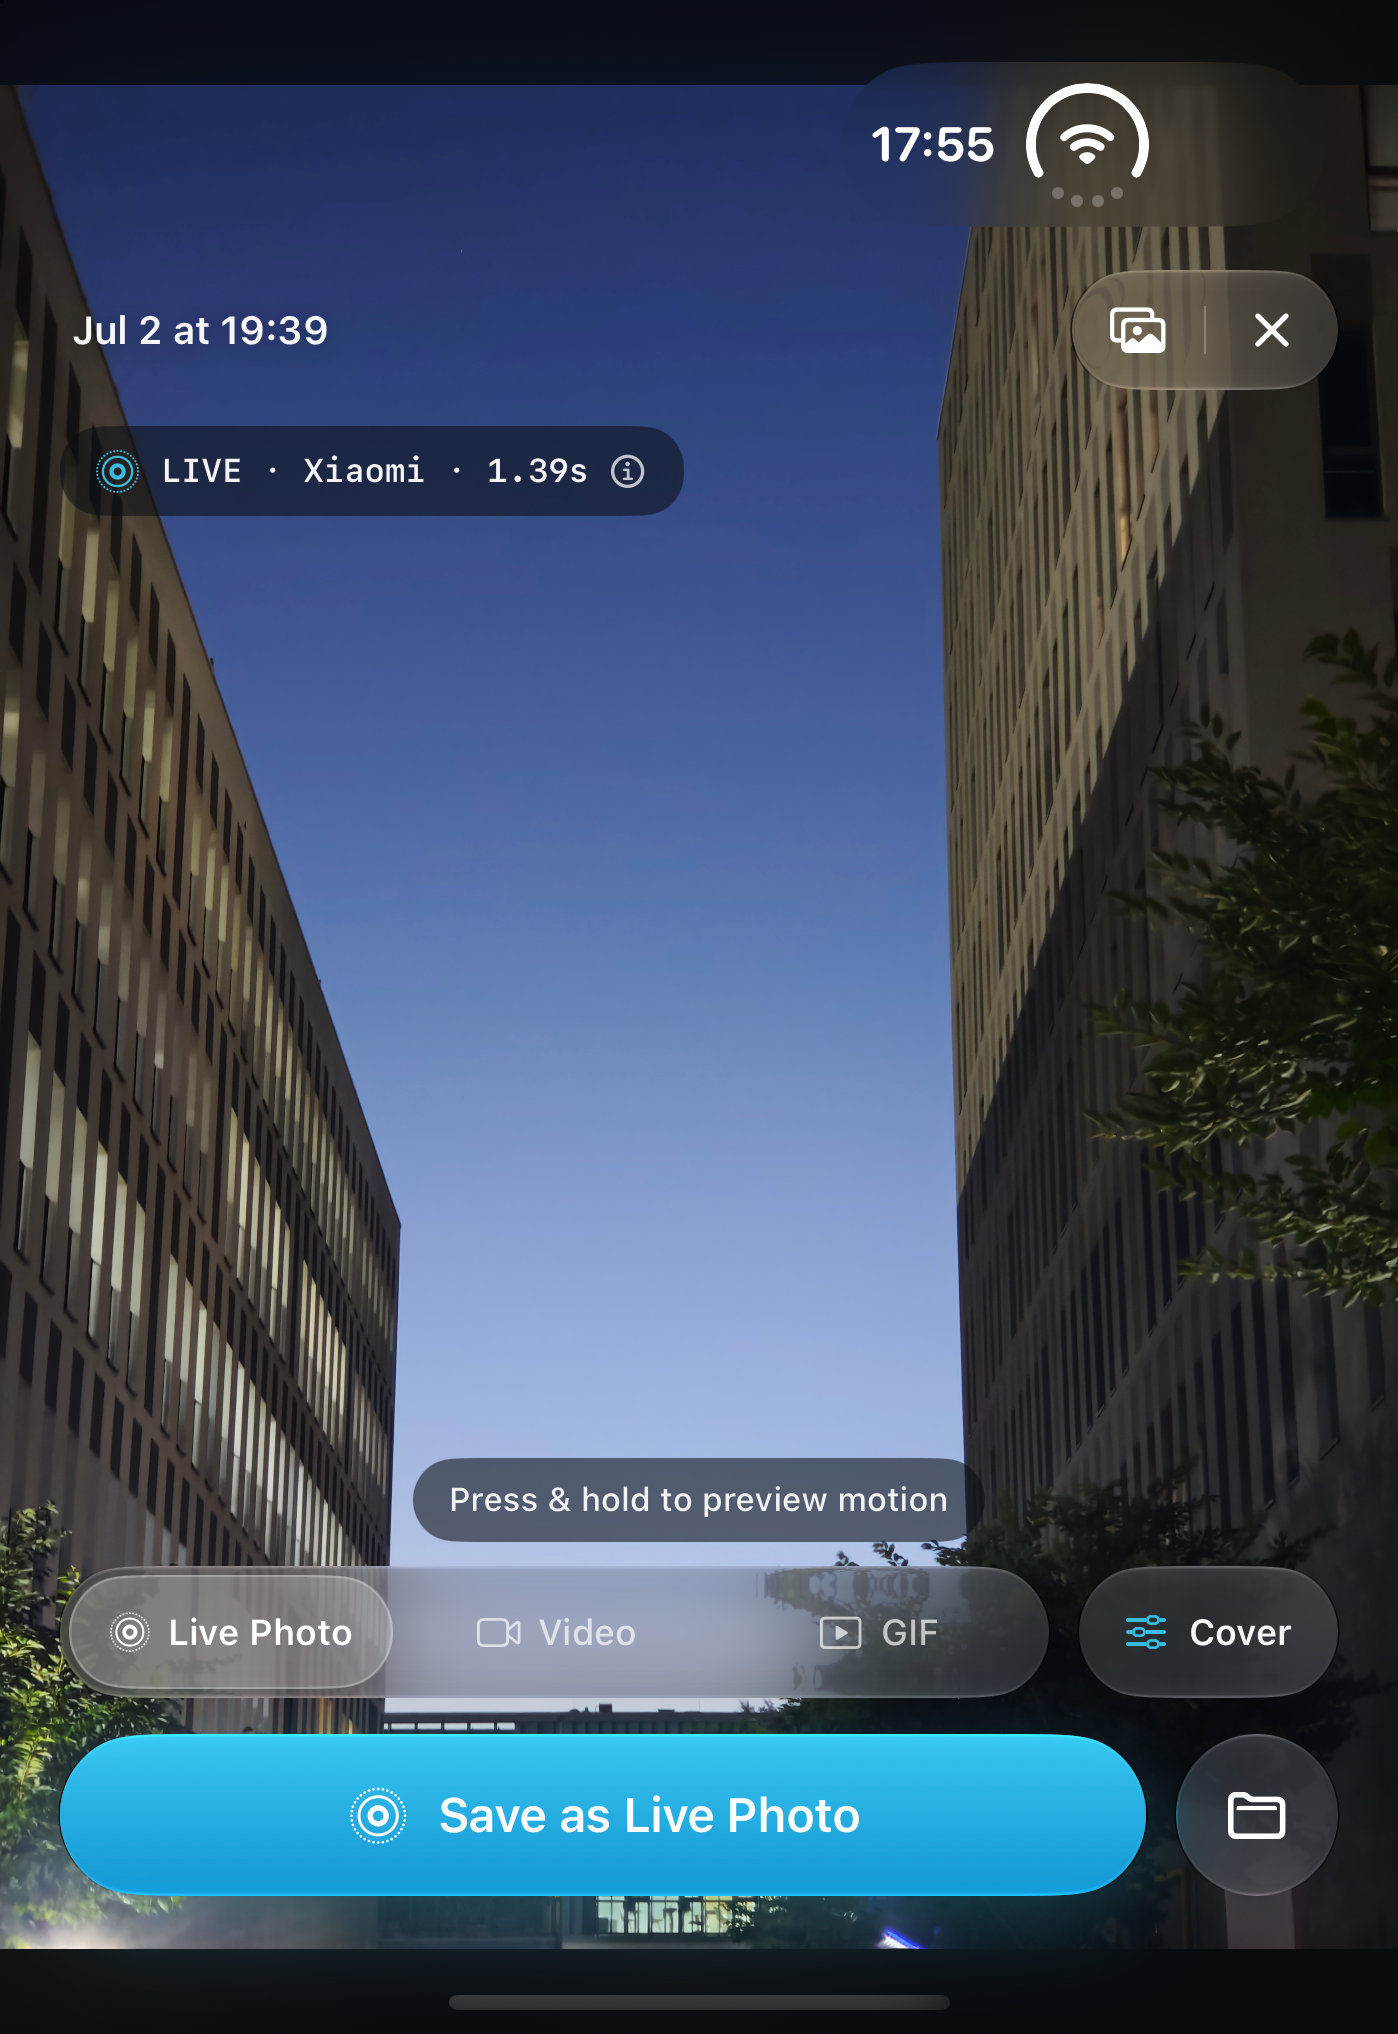 17:55
Jul 2 at 19:39
LIVE · Xiaomi · 1.39s
Press & hold to preview motion
Live Photo
Video
GIF
Cover
Save as Live Photo